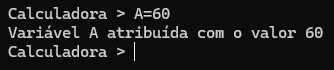 Calculadora > A=60
Variável A atribuída com o valor 60
Calculadora >